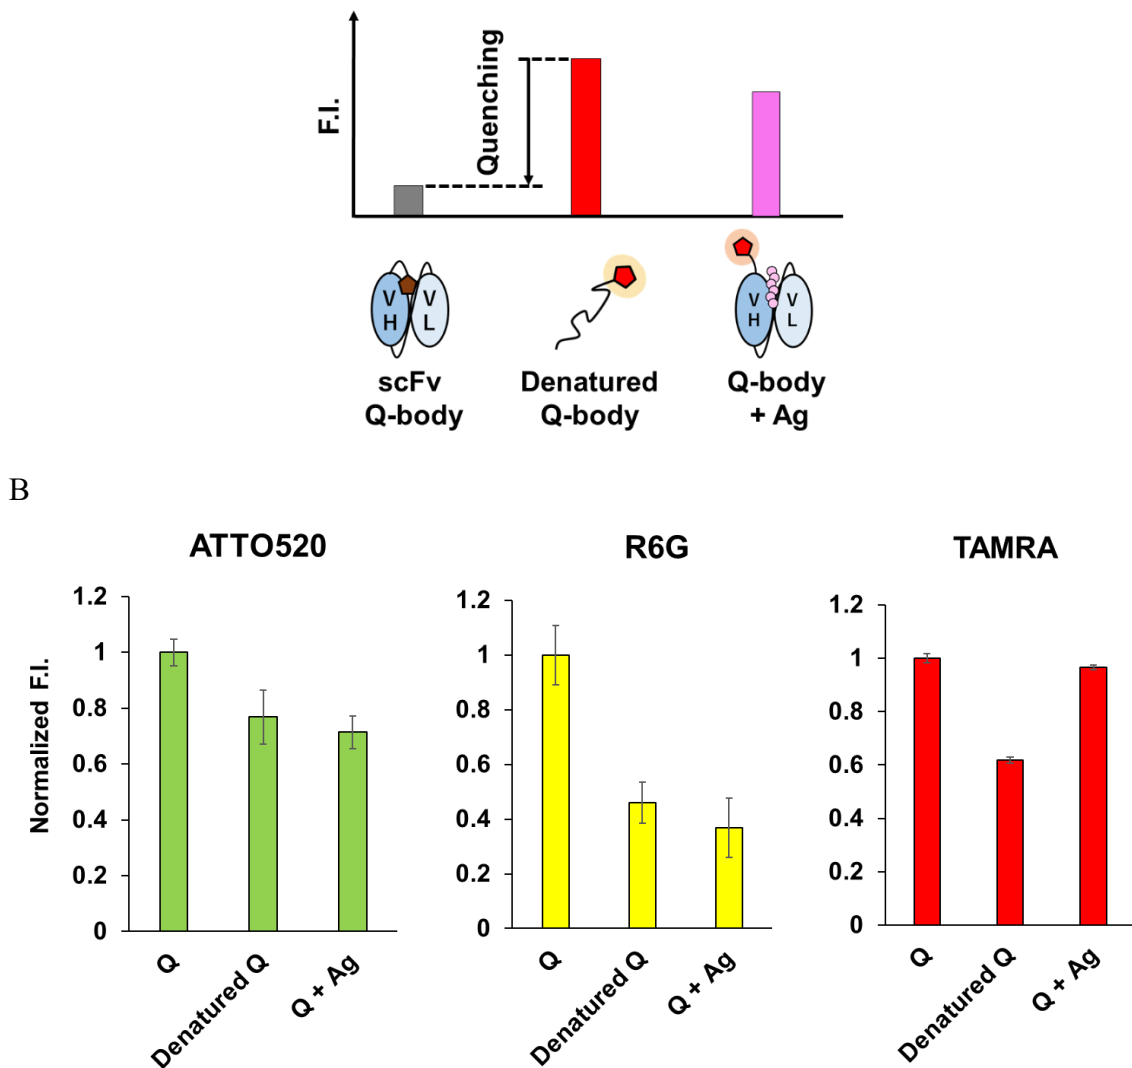 F.I.
Quenching
V
H
V
L
V
H
V
L
scFv
Q-body
Denatured
Q-body
Q-body
+ Ag
B
ATTO520
R6G
TAMRA
Normalized F.I.
1.2
1
0.8
0.6
0.4
0.2
0
Q
Denatured Q
Q + Ag
1.2
1
0.8
0.6
0.4
0.2
0
Q
Denatured Q
Q + Ag
1.2
1
0.8
0.6
0.4
0.2
0
Q
Denatured Q
Q + Ag